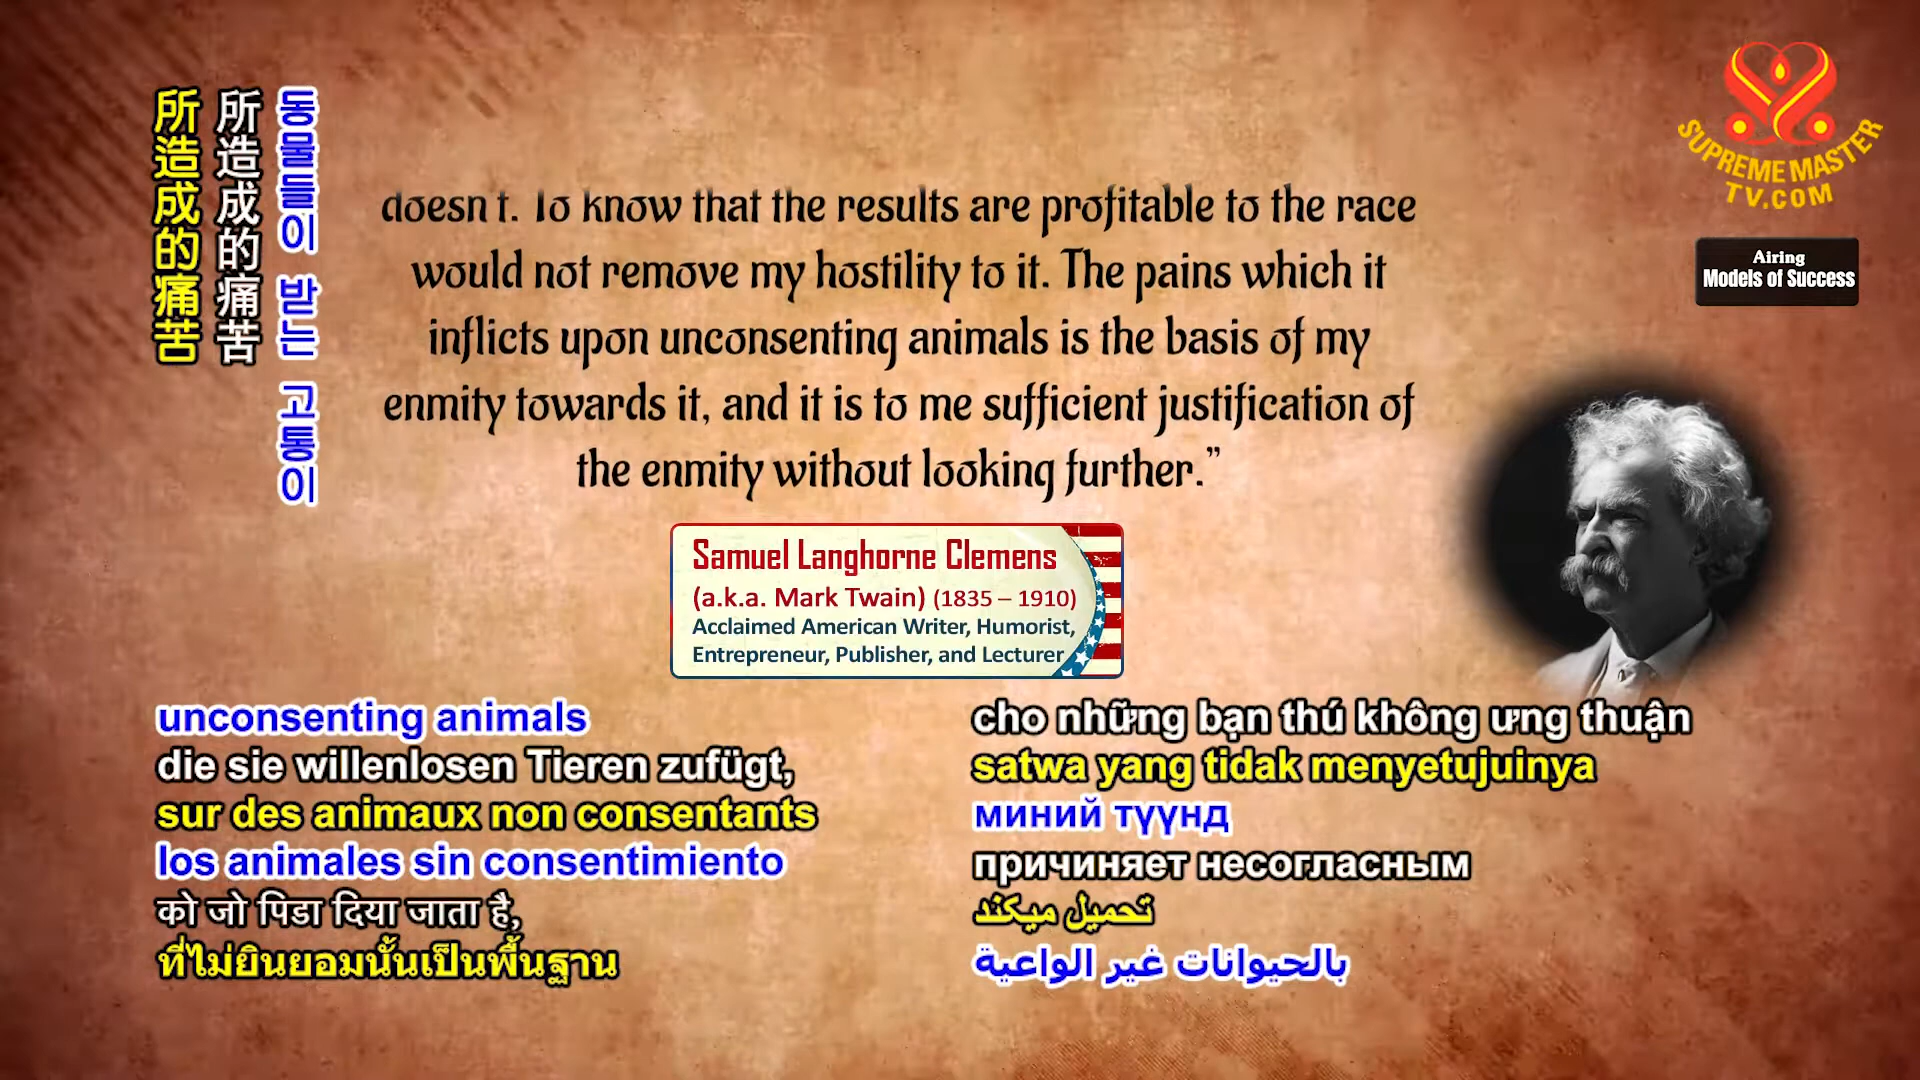 所造成的痛苦
所造成的痛苦
동물들이 받는 고통이
SUPREME MASTER
TV.COM
Airing
Models of Success
doesn't. To know that the results are profitable to the race
would not remove my hostility to it. The pains which it
inflicts upon unconsenting animals is the basis of my
enmity towards it, and it is to me sufficient justification of
the enmity without looking further.”
Samuel Langhorne Clemens
(a.k.a. Mark Twain) (1835 – 1910)
Acclaimed American Writer, Humorist,
Entrepreneur, Publisher, and Lecturer
unconsenting animals
die sie willenlosen Tieren zufügt,
sur des animaux non consentants
los animales sin consentimiento
को जो पिडा दिया जाता है,
ที่ไม่ยินยอมนั้นเป็นพื้นฐาน
cho những bạn thú không ưng thuận
satwa yang tidak menyetujuinya
миний түүнд
причиняет несогласным
تحمیل میکند
بالحيوانات غير الواعية